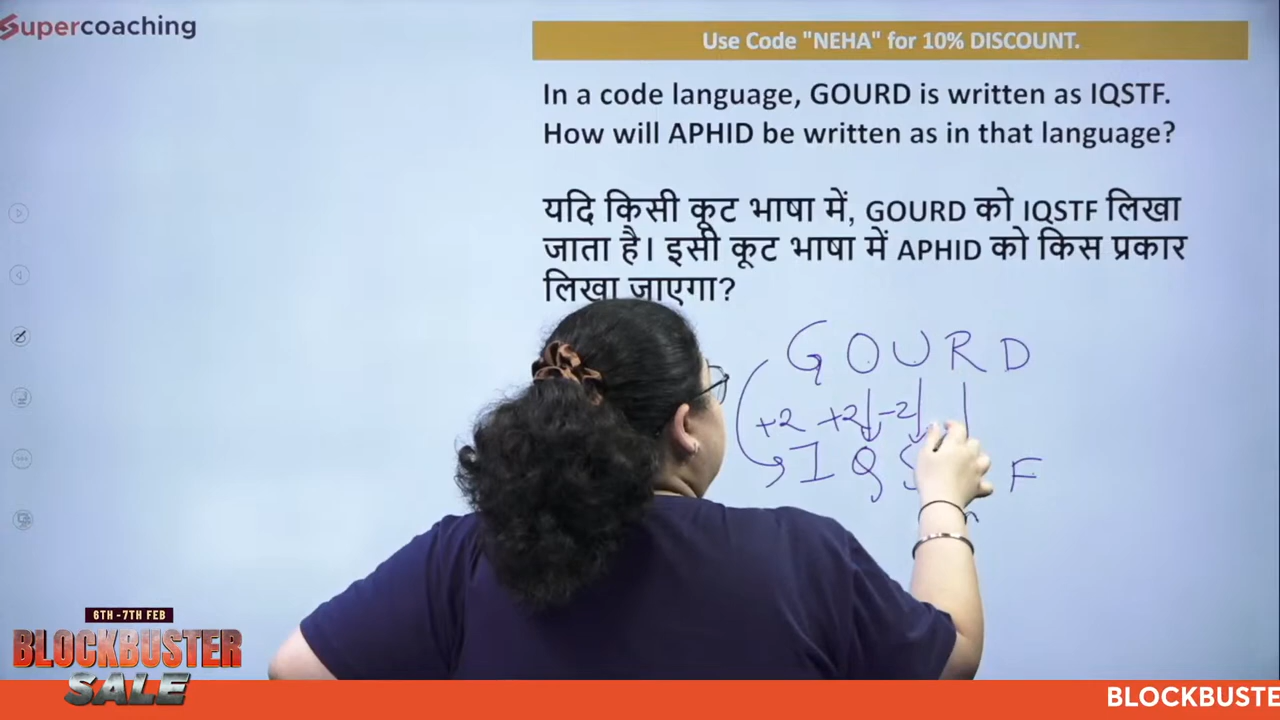 Supercoaching
Use Code "NEHA" for 10% DISCOUNT.
In a code language, GOURD is written as IQSTF.
How will APHID be written as in that language?
यदि किसी कूट भाषा में, GOURD को IQSTF लिखा
जाता है। इसी कूट भाषा में APHID को किस प्रकार
लिखा जाएगा?
G O U R D
+2 +2 -2
I Q S F
6TH -7TH FEB
BLOCKBUSTER
SALE
BLOCKBUSTE